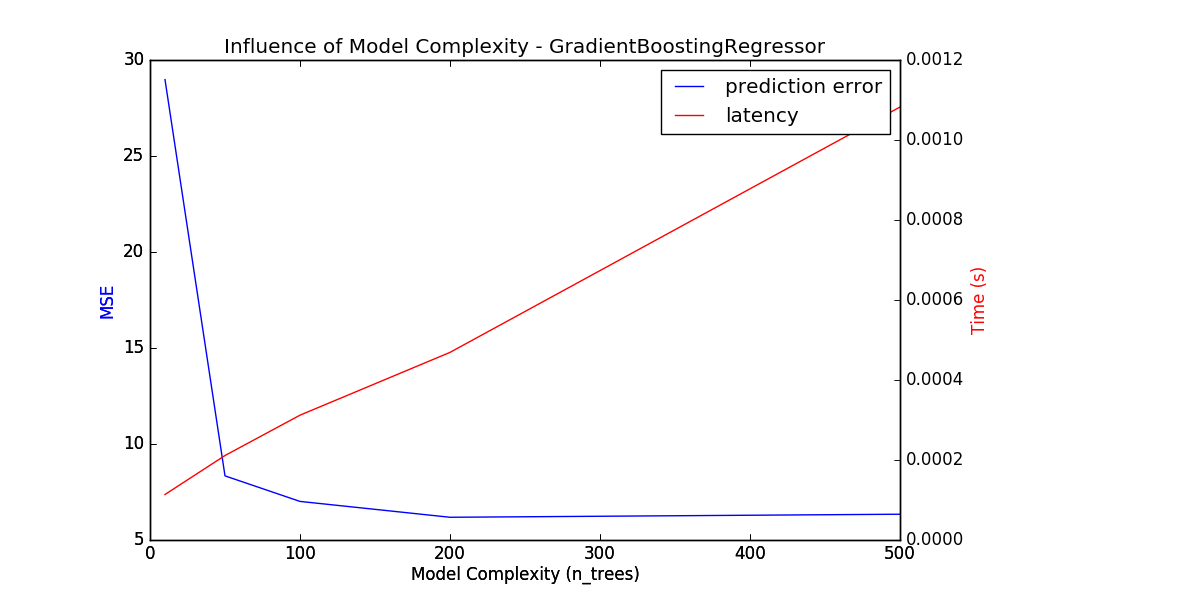 Influence of Model Complexity - GradientBoostingRegressor
prediction error
latency
30
25
20
15
10
5
MSE
0.0012
0.0010
0.0008
0.0006
0.0004
0.0002
0.0000
Time (s)
0 100 200 300 400 500
Model Complexity (n_trees)